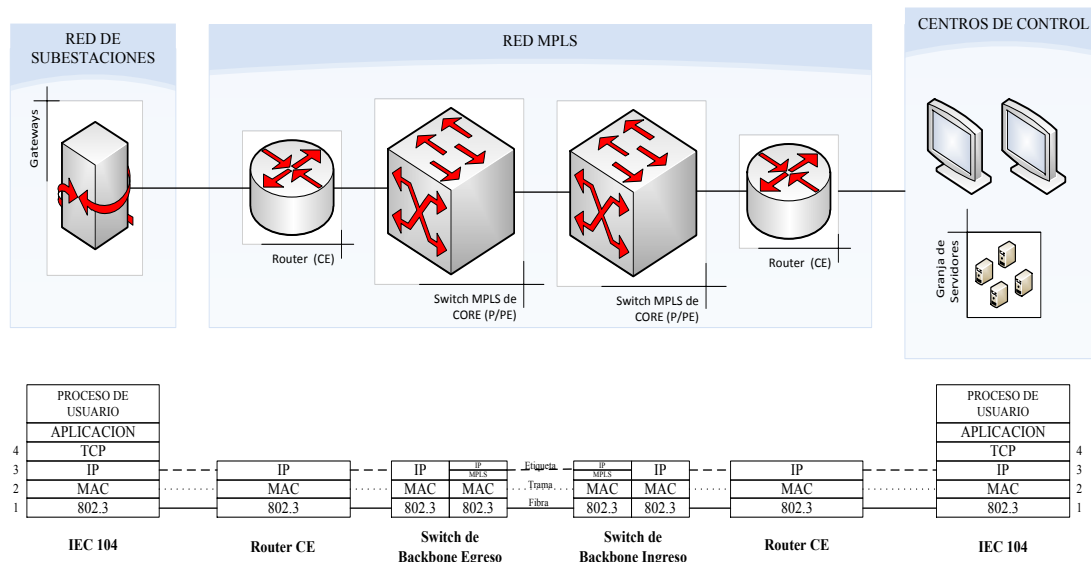 RED DE
SUBESTACIONES
RED MPLS
CENTROS DE CONTROL
Gateways
Router (CE)
Switch MPLS de
CORE (P/PE)
Switch MPLS de
CORE (P/PE)
Router (CE)
Granja de
Servidores
PROCESO DE
USUARIO
APLICACION
4 TCP
3 IP
2 MAC
1 802.3
IEC 104
IP
MAC
802.3
Router CE
IP IP
MPLS
MAC MAC
802.3 802.3
Switch de
Backbone Egreso
Etiqueta
Trama
Fibra
IP
MPLS IP
MAC MAC
802.3 802.3
Switch de
Backbone Ingreso
IP
MAC
802.3
Router CE
PROCESO DE
USUARIO
APLICACION
TCP 4
IP 3
MAC 2
802.3 1
IEC 104